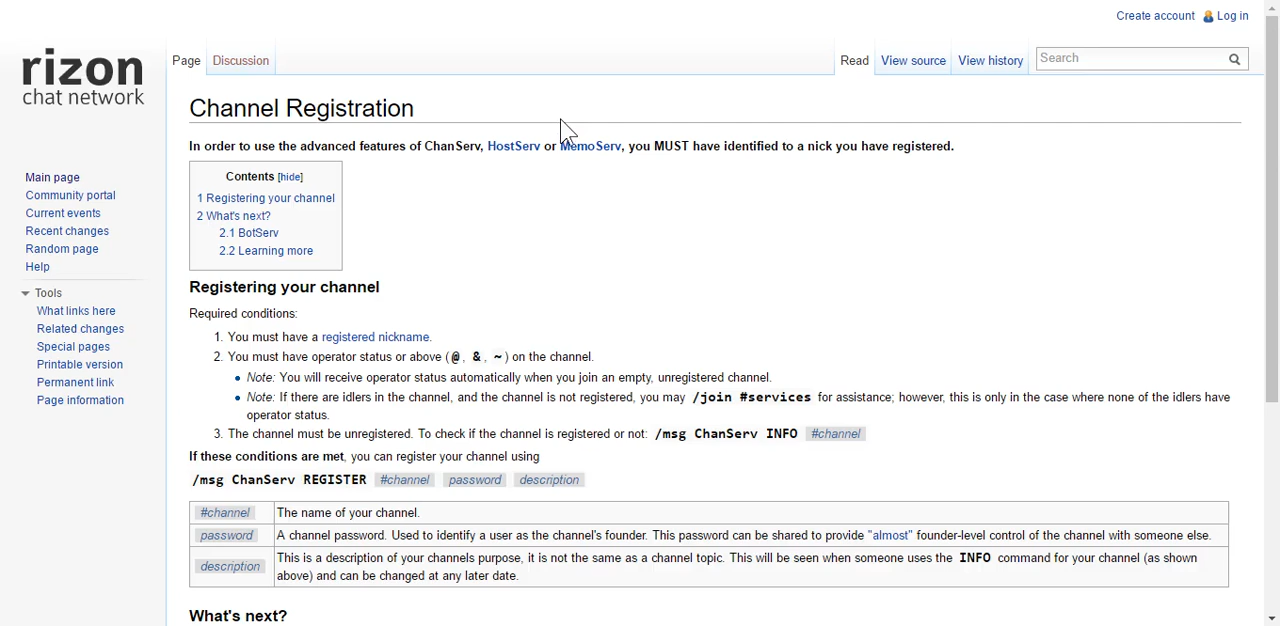 Create account Log in
rizon
chat network
Page Discussion Read View source View history Search
Channel Registration
In order to use the advanced features of ChanServ, HostServ or MemoServ, you MUST have identified to a nick you have registered.
Contents [hide]
1 Registering your channel
2 What's next?
2.1 BotServ
2.2 Learning more
Main page
Community portal
Current events
Recent changes
Random page
Help
Tools
What links here
Related changes
Special pages
Printable version
Permanent link
Page information
Registering your channel
Required conditions:
1. You must have a registered nickname.
2. You must have operator status or above (@, &, ~) on the channel.
• Note: You will receive operator status automatically when you join an empty, unregistered channel.
• Note: If there are idlers in the channel, and the channel is not registered, you may /join #services for assistance; however, this is only in the case where none of the idlers have
operator status.
3. The channel must be unregistered. To check if the channel is registered or not: /msg ChanServ INFO #channel
If these conditions are met, you can register your channel using
/msg ChanServ REGISTER #channel password description
#channel The name of your channel.
password A channel password. Used to identify a user as the channel's founder. This password can be shared to provide "almost" founder-level control of the channel with someone else.
description This is a description of your channels purpose, it is not the same as a channel topic. This will be seen when someone uses the INFO command for your channel (as shown
above) and can be changed at any later date.
What's next?